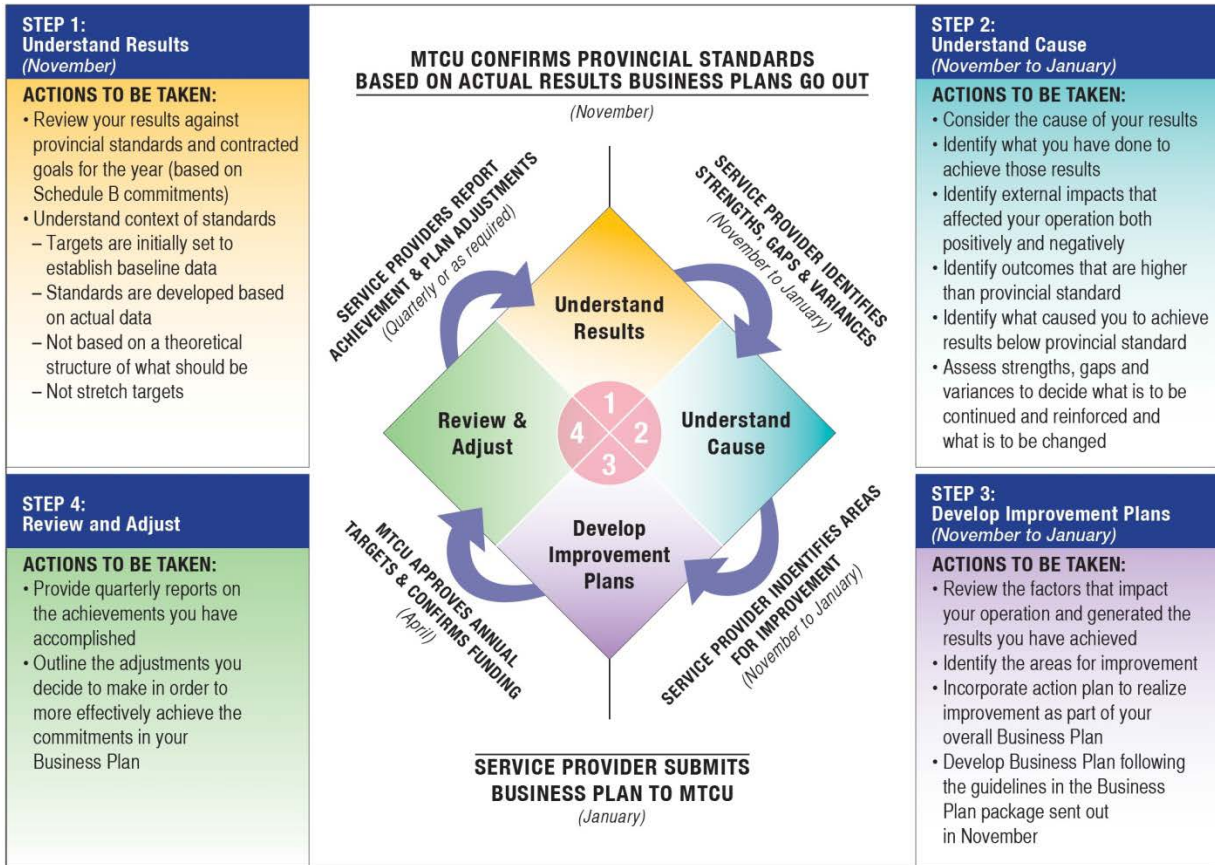 STEP 1:
Understand Results
(November)
ACTIONS TO BE TAKEN:
• Review your results against
provincial standards and contracted
goals for the year (based on
Schedule B commitments)
• Understand context of standards
– Targets are initially set to
establish baseline data
– Standards are developed based
on actual data
– Not based on a theoretical
structure of what should be
– Not stretch targets
MTCU CONFIRMS PROVINCIAL STANDARDS
BASED ON ACTUAL RESULTS BUSINESS PLANS GO OUT
(November)
STEP 2:
Understand Cause
(November to January)
ACTIONS TO BE TAKEN:
• Consider the cause of your results
• Identify what you have done to
achieve those results
• Identify external impacts that
affected your operation both
positively and negatively
• Identify outcomes that are higher
than provincial standard
• Identify what caused you to achieve
results below provincial standard
• Assess strengths, gaps and
variances to decide what is to be
continued and reinforced and
what is to be changed
SERVICE PROVIDERS REPORT
ACHIEVEMENT & PLAN ADJUSTMENTS
(Quarterly or as required)
SERVICE PROVIDER IDENTIFIES
STRENGTHS, GAPS & VARIANCES
(November to January)
Understand
Results
Review &
Adjust
1
4 2
3
Understand
Cause
Develop
Improvement
Plans
MTCU APPROVES ANNUAL
TARGETS & CONFIRMS FUNDING
(April)
SERVICE PROVIDER INDENTIFIES AREAS
FOR IMPROVEMENT
(November to January)
SERVICE PROVIDER SUBMITS
BUSINESS PLAN TO MTCU
(January)
STEP 4:
Review and Adjust
ACTIONS TO BE TAKEN:
• Provide quarterly reports on
the achievements you have
accomplished
• Outline the adjustments you
decide to make in order to
more effectively achieve the
commitments in your
Business Plan
STEP 3:
Develop Improvement Plans
(November to January)
ACTIONS TO BE TAKEN:
• Review the factors that impact
your operation and generated the
results you have achieved
• Identify the areas for improvement
• Incorporate action plan to realize
improvement as part of your
overall Business Plan
• Develop Business Plan following
the guidelines in the Business
Plan package sent out
in November